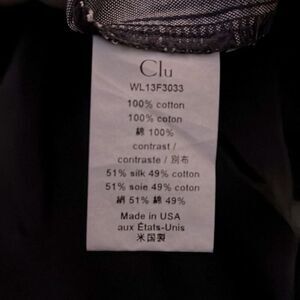 Clu
WL13F3033
100% cotton
100% coton
綿 100%
contrast /
contraste / 別布
51% silk 49% cotton
51% soie 49% coton
絹 51% 綿 49%
Made in USA
aux États-Unis
米国製